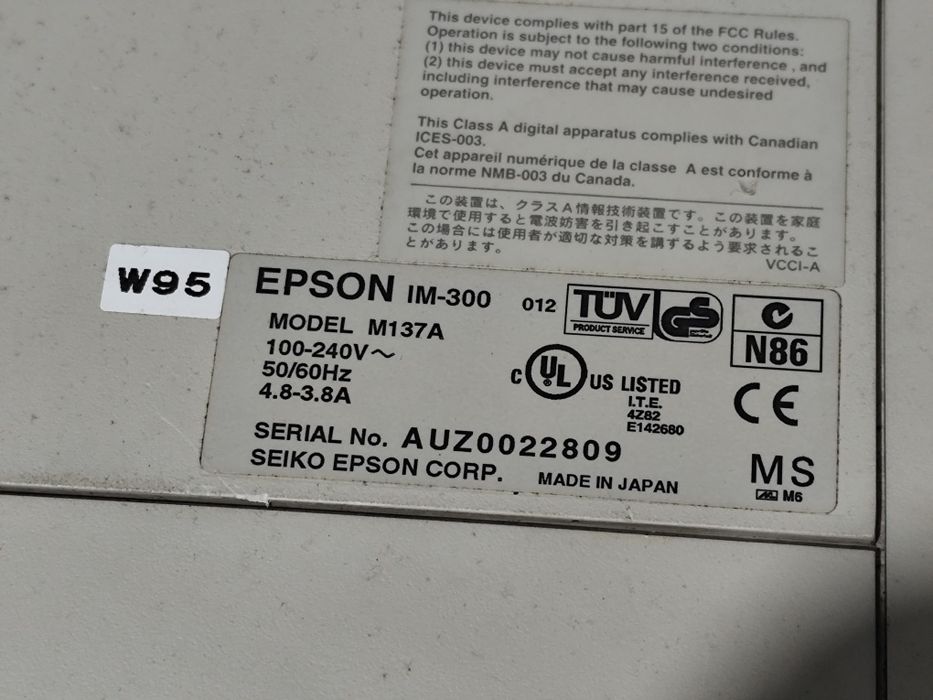 This device complies with part 15 of the FCC Rules.
Operation is subject to the following two conditions:
(1) this device may not cause harmful interference , and
(2) this device must accept any interference received,
including interference that may cause undesired
operation.
This Class A digital apparatus complies with Canadian
ICES-003.
Cet appareil numérique de la classe A est conforme à
la norme NMB-003 du Canada.
この装置は、クラスA情報技術装置です。この装置を家庭
環境で使用すると電波妨害を引き起こすことがあります。
この場合には使用者が適切な対策を講ずるよう要求されるこ
とがあります。
VCCI-A
W95
EPSON IM-300 012
TÜV GS
PRODUCT SERVICE
N86
MODEL M137A
100-240V～
50/60Hz
4.8-3.8A
C UL US LISTED
I.T.E.
4Z82
E142680
CE
SERIAL No. AUZ0022809
SEIKO EPSON CORP. MADE IN JAPAN
MS
M6